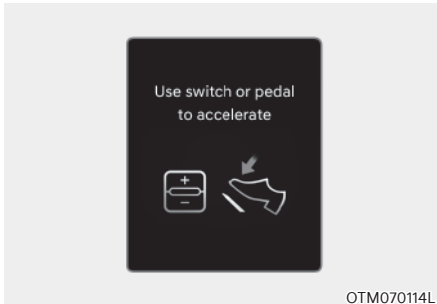 Use switch or pedal
to accelerate
+
−
OTM070114L